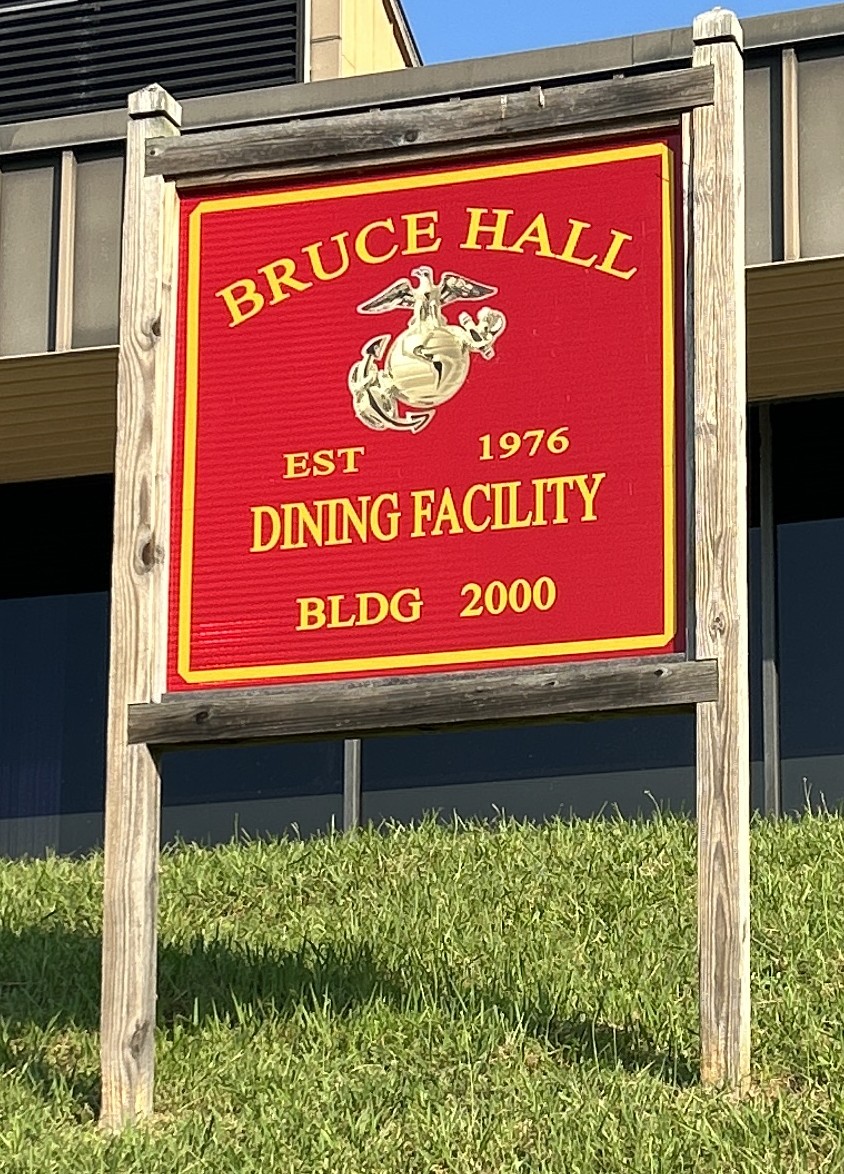 BRUCE HALL
EST 1976
DINING FACILITY
BLDG 2000